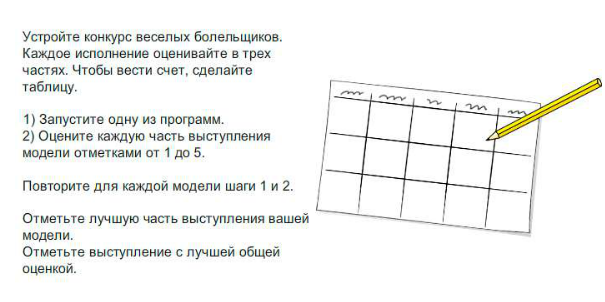 Устройте конкурс веселых болельщиков.
Каждое исполнение оценивайте в трех
частях. Чтобы вести счет, сделайте
таблицу.
1) Запустите одну из программ.
2) Оцените каждую часть выступления
модели отметками от 1 до 5.
Повторите для каждой модели шаги 1 и 2.
Отметьте лучшую часть выступления вашей
модели.
Отметьте выступление с лучшей общей
оценкой.